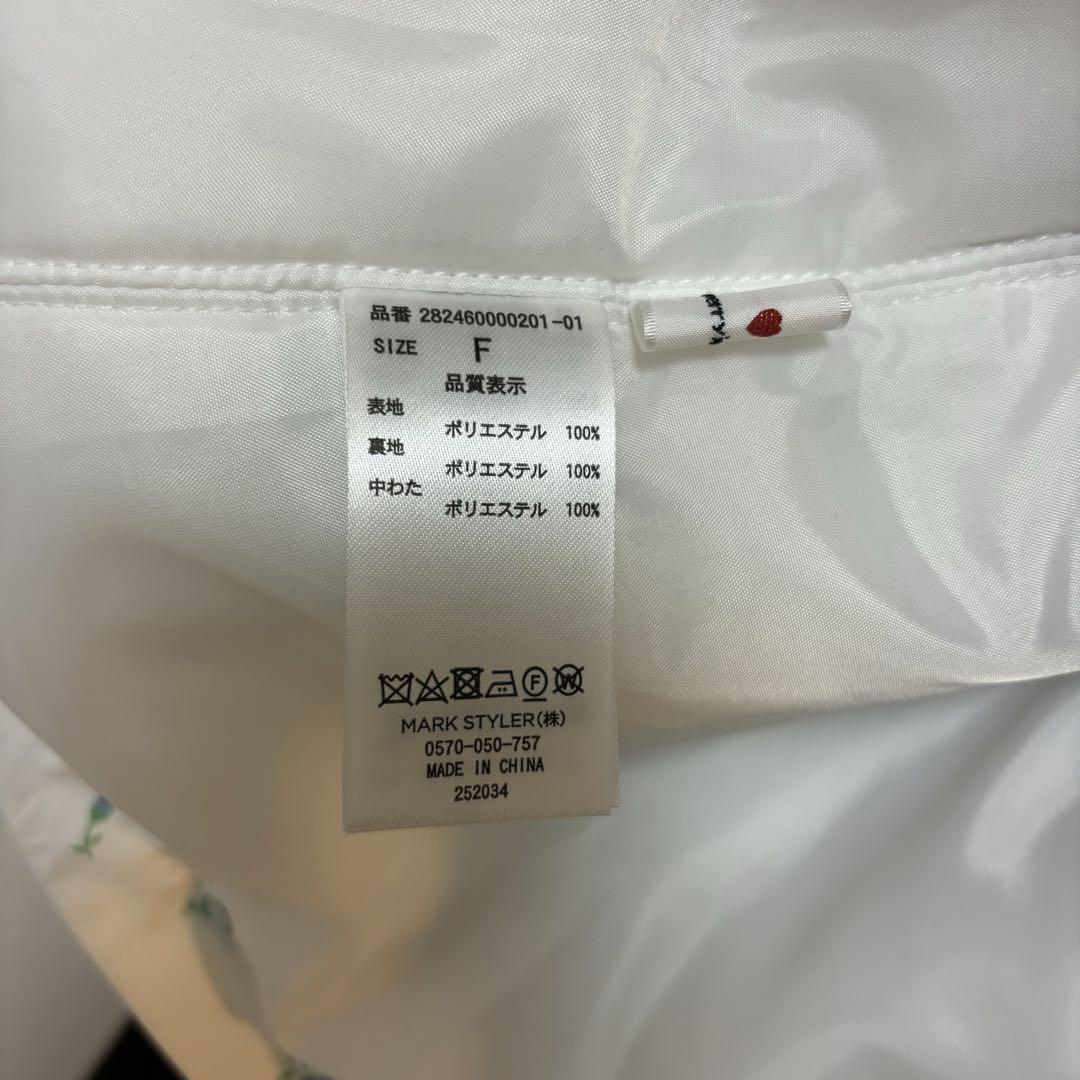 品番 282460000201-01
SIZE F
品質表示
表地
ポリエステル 100%
裏地
ポリエステル 100%
中わた
ポリエステル 100%
F W
MARK STYLER(株)
0570-050-757
MADE IN CHINA
252034